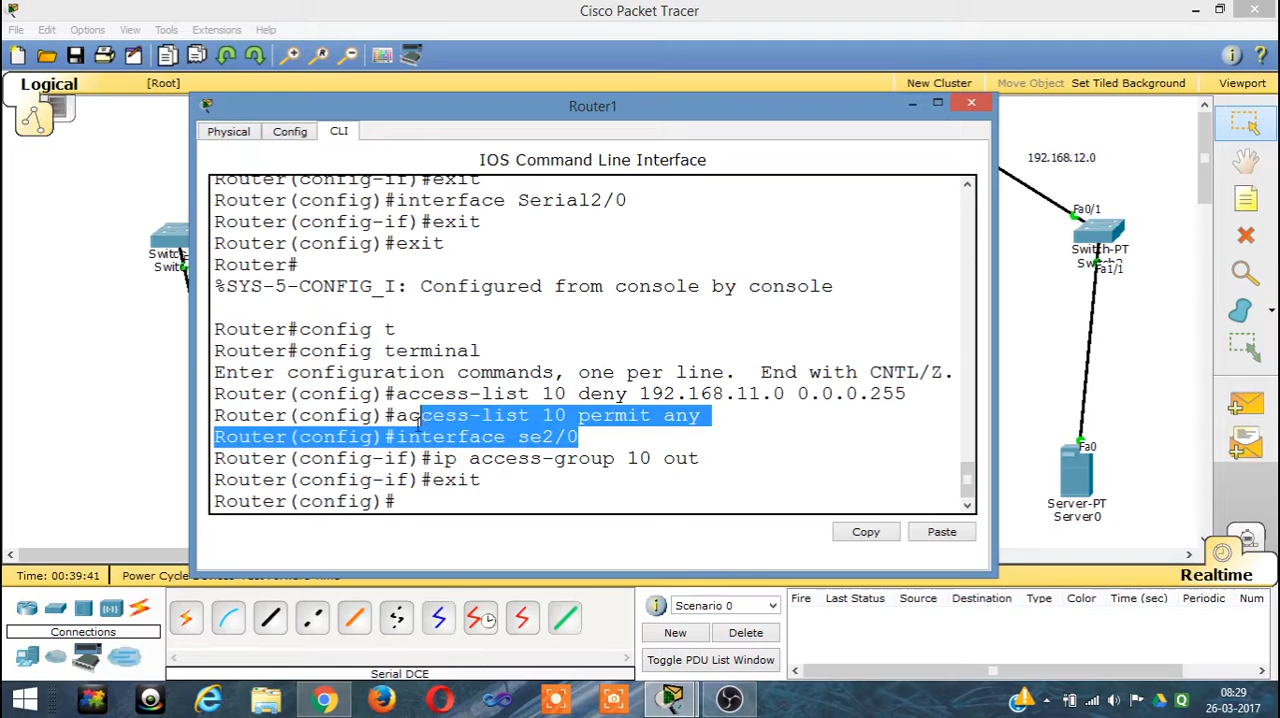 Cisco Packet Tracer
File Edit Options View Tools Extensions Help
Logical [Root] New Cluster Move Object Set Tiled Background Viewport
Router1
Physical Config CLI
IOS Command Line Interface
Router(config-if)#exit
Router(config)#interface Serial2/0
Router(config-if)#exit
Router(config)#exit
Router#
%SYS-5-CONFIG_I: Configured from console by console
Router#config t
Router#config terminal
Enter configuration commands, one per line.  End with CNTL/Z.
Router(config)#access-list 10 deny 192.168.11.0 0.0.0.255
Router(config)#access-list 10 permit any
Router(config)#interface se2/0
Router(config-if)#ip access-group 10 out
Router(config-if)#exit
Router(config)#
Copy Paste
192.168.12.0
Fa0/1
Switch-PT
Fa1/1
Fa0
Server-PT
Server0
Time: 00:39:41 Power Cycle Devices
Realtime
Connections
Serial DCE
Scenario 0
New Delete
Toggle PDU List Window
Fire Last Status Source Destination Type Color Time (sec) Periodic Num
08:29
26-03-2017